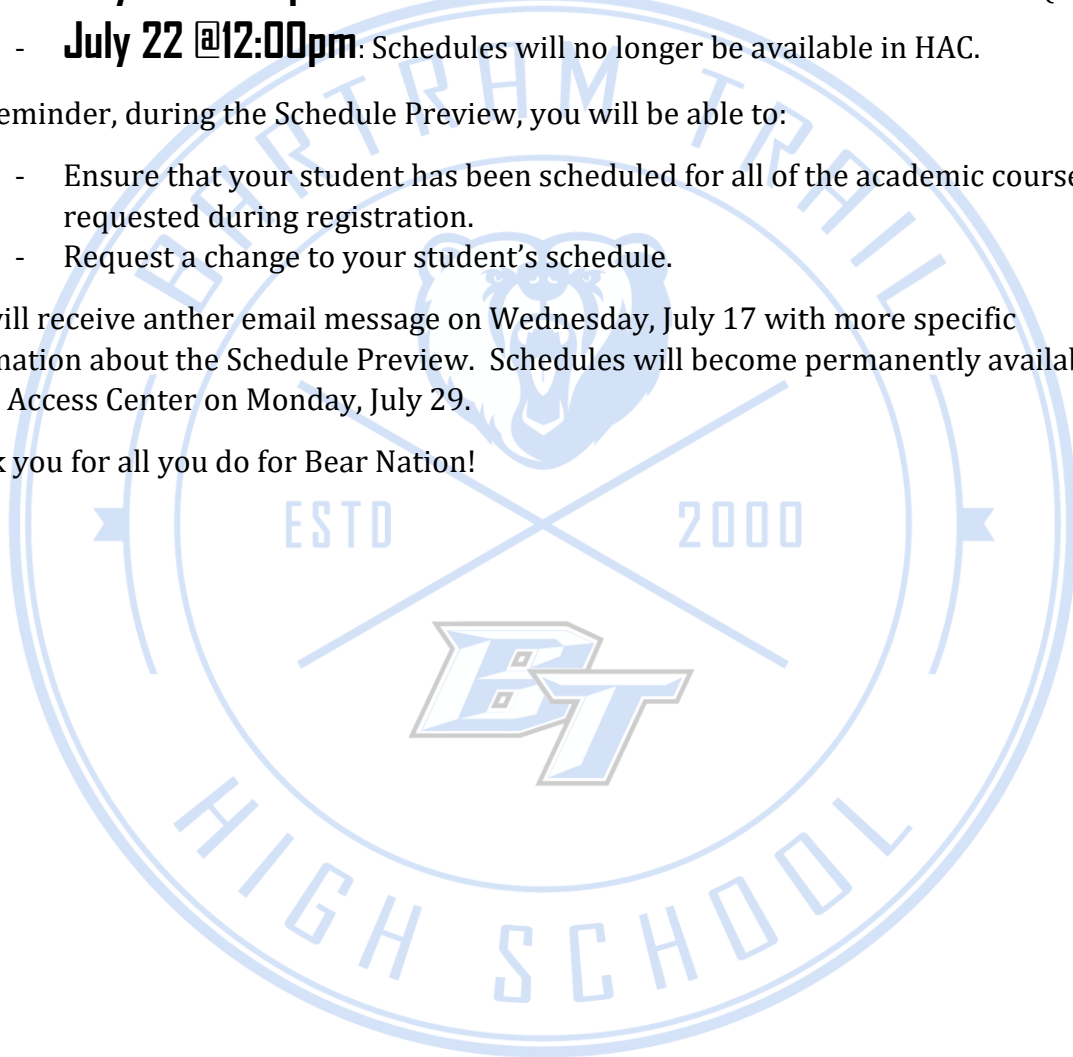 - July 22 @12:00pm: Schedules will no longer be available in HAC.
eminder, during the Schedule Preview, you will be able to:
- Ensure that your student has been scheduled for all of the academic course
requested during registration.
- Request a change to your student’s schedule.
ill receive anther email message on Wednesday, July 17 with more specific
mation about the Schedule Preview. Schedules will become permanently availab
Access Center on Monday, July 29.
k you for all you do for Bear Nation!
BARTRAM TRAIL
ESTD 2000
BT
HIGH SCHOOL